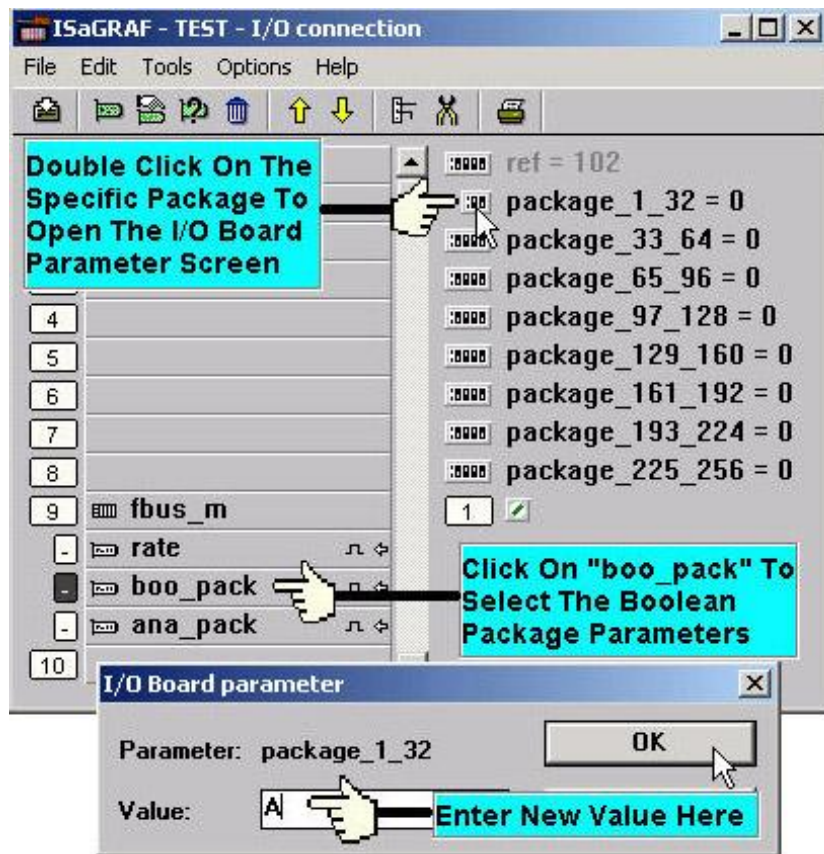 ISaGRAF - TEST - I/O connection
File Edit Tools Options Help
Double Click On The
Specific Package To
Open The I/O Board
Parameter Screen
ref = 102
package_1_32 = 0
package_33_64 = 0
package_65_96 = 0
package_97_128 = 0
package_129_160 = 0
package_161_192 = 0
package_193_224 = 0
package_225_256 = 0
1
4
5
6
7
8
9 fbus_m
- rate
- boo_pack
- ana_pack
10
Click On "boo_pack" To
Select The Boolean
Package Parameters
I/O Board parameter
Parameter: package_1_32
OK
Value: A
Enter New Value Here